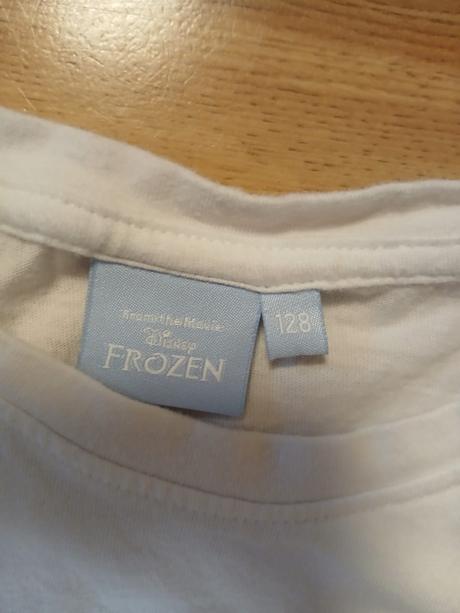 From the Movie
Disney
FROZEN
128